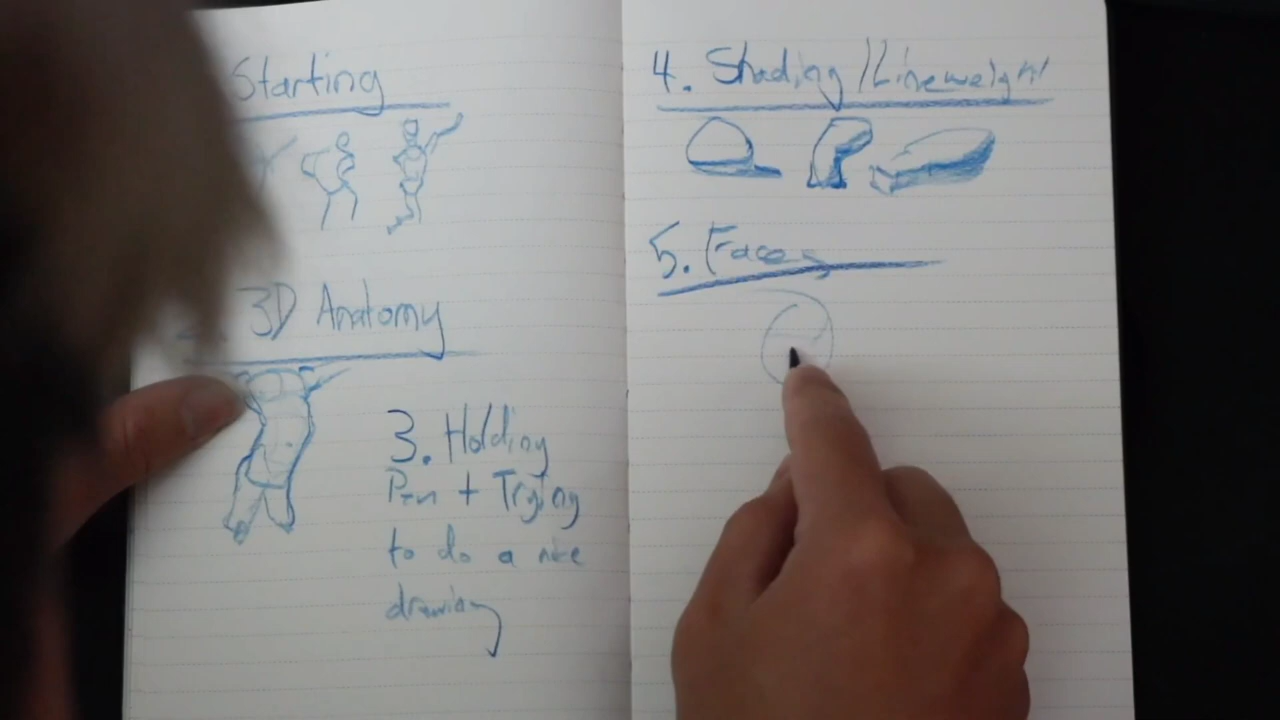 Starting
3D Anatomy
3. Holding
Pen + Trying
to do a nice
drawing
4. Shading / Lineweight
5. Faces